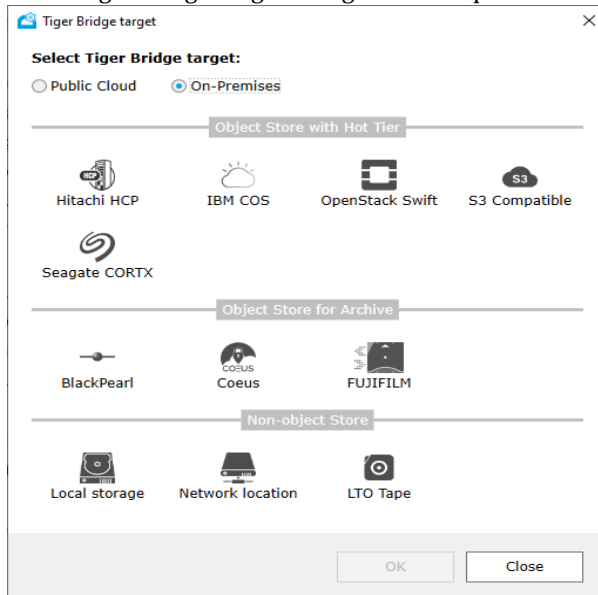 Tiger Bridge target
Select Tiger Bridge target:
Public Cloud On-Premises
Object Store with Hot Tier
HCP
S3
Hitachi HCP IBM COS OpenStack Swift S3 Compatible
Seagate CORTX
Object Store for Archive
COEUS
BlackPearl Coeus FUJIFILM
Non-object Store
Local storage Network location LTO Tape
OK Close